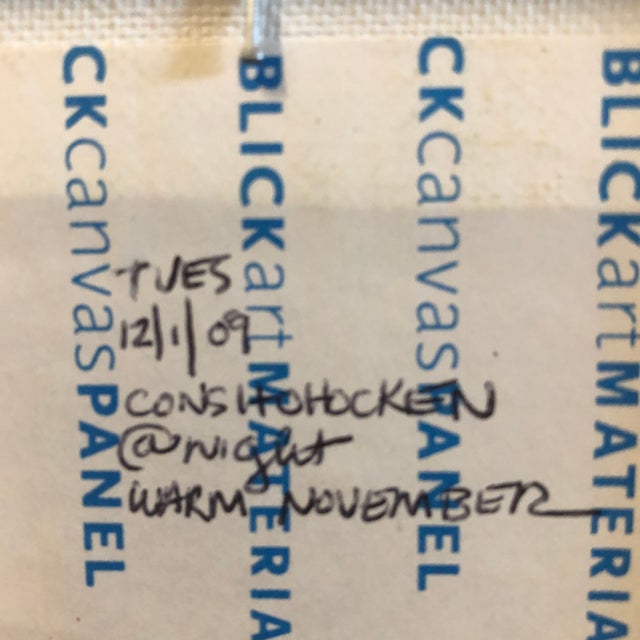 CKcanvasPANEL
BLICKartMATERIA
CKcanvasPANEL
BLICKartMATERIA
TUES
12/1/09
CONSHOHOCKEN
@night
WARM NOVEMBER